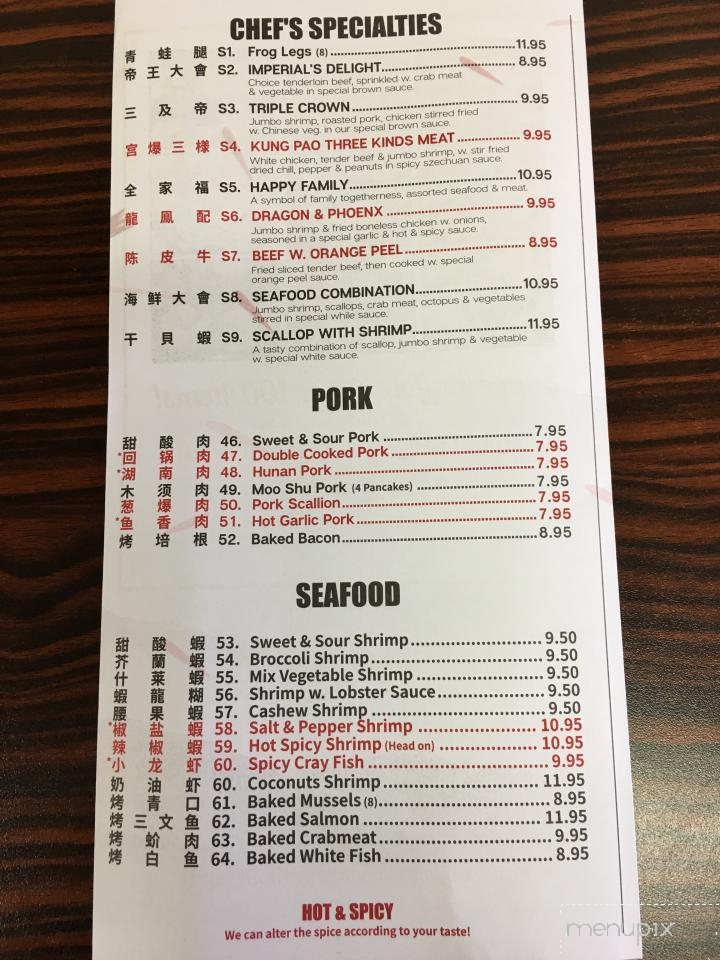 CHEF'S SPECIALTIES
青蛙腿 S1. Frog Legs (8) 11.95
帝王大會 S2. IMPERIAL'S DELIGHT 8.95
Choice tenderloin beef, sprinkled w. crab meat
& vegetable in special brown sauce.
三及帝 S3. TRIPLE CROWN 9.95
Jumbo shrimp, roasted pork, chicken stirred fried
w. Chinese veg. in our special brown sauce.
宫爆三樣 S4. KUNG PAO THREE KINDS MEAT 9.95
White chicken, tender beef & jumbo shrimp, w. stir fried
dried chill, pepper & peanuts in spicy szechuan sauce.
全家福 S5. HAPPY FAMILY 10.95
A symbol of family togetherness, assorted seafood & meat.
龍鳳配 S6. DRAGON & PHOENX 9.95
Jumbo shrimp & fried boneless chicken w. onions,
seasoned in a special garlic & hot & spicy sauce.
陈皮牛 S7. BEEF W. ORANGE PEEL 8.95
Fried sliced tender beef, then cooked w. special
orange peel sauce.
海鲜大會 S8. SEAFOOD COMBINATION 10.95
Jumbo shrimp, scallops, crab meat, octopus & vegetables
stirred in special while sauce.
干貝蝦 S9. SCALLOP WITH SHRIMP 11.95
A tasty combination of scallop, jumbo shrimp & vegetable
w. special white sauce.
PORK
甜酸肉 46. Sweet & Sour Pork 7.95
*回锅肉 47. Double Cooked Pork 7.95
*湖南肉 48. Hunan Pork 7.95
木须肉 49. Moo Shu Pork (4 Pancakes) 7.95
葱爆肉 50. Pork Scallion 7.95
*鱼香肉 51. Hot Garlic Pork 7.95
烤培根 52. Baked Bacon 8.95
SEAFOOD
甜酸蝦 53. Sweet & Sour Shrimp 9.50
芥蘭蝦 54. Broccoli Shrimp 9.50
什莱蝦 55. Mix Vegetable Shrimp 9.50
蝦龍糊 56. Shrimp w. Lobster Sauce 9.50
腰果蝦 57. Cashew Shrimp 9.50
*椒盐蝦 58. Salt & Pepper Shrimp 10.95
辣椒蝦 59. Hot Spicy Shrimp (Head on) 10.95
*小龙虾 60. Spicy Cray Fish 9.95
奶油虾 60. Coconuts Shrimp 11.95
烤青口 61. Baked Mussels (8) 8.95
烤三文鱼 62. Baked Salmon 11.95
烤蚧肉 63. Baked Crabmeat 9.95
烤白鱼 64. Baked White Fish 8.95
HOT & SPICY
We can alter the spice according to your taste!
menupix